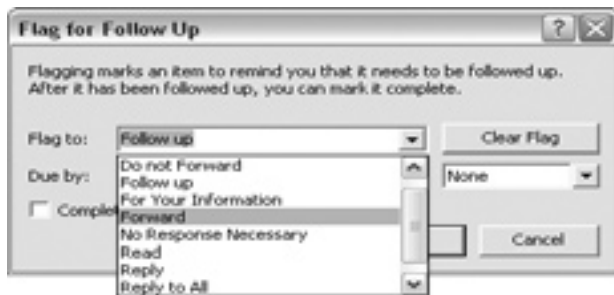 Flag for Follow Up
Flagging marks an item to remind you that it needs to be followed up.
After it has been followed up, you can mark it complete.
Flag to: Follow up Clear Flag
Due by: None
Do not Forward
Follow up
For Your Information
Forward
No Response Necessary
Read
Reply
Reply to All
Comple
Cancel